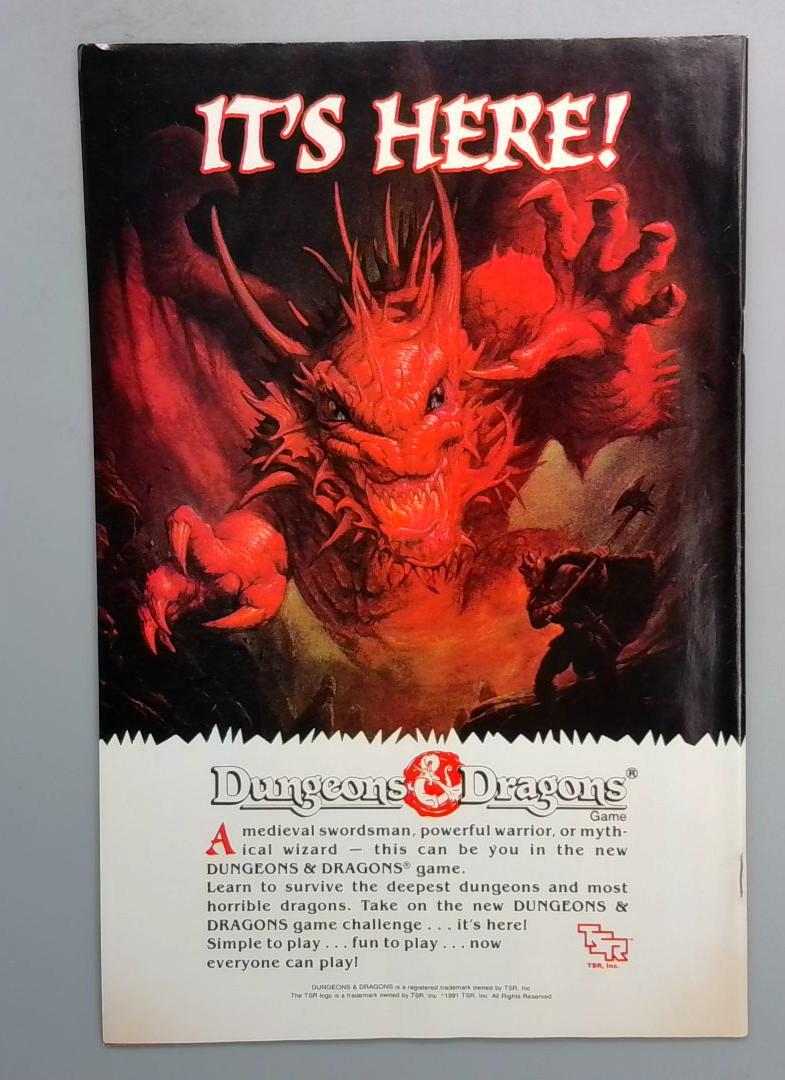 IT'S HERE!
Dungeons & Dragons®
Game
A medieval swordsman, powerful warrior, or myth-
ical wizard — this can be you in the new
DUNGEONS & DRAGONS® game.
Learn to survive the deepest dungeons and most
horrible dragons. Take on the new DUNGEONS &
DRAGONS game challenge . . . it's here!
Simple to play . . . fun to play . . . now
everyone can play!
TSR™
TSR, Inc.
DUNGEONS & DRAGONS is a registered trademark owned by TSR, Inc
The TSR logo is a trademark owned by TSR, Inc ©1991 TSR, Inc All Rights Reserved